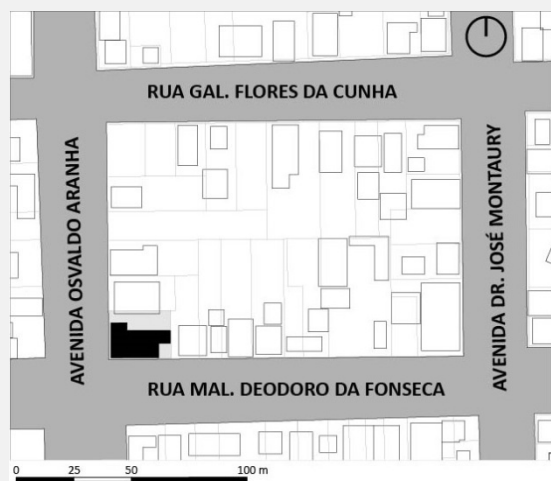 RUA GAL. FLORES DA CUNHA
AVENIDA OSVALDO ARANHA
AVENIDA DR. JOSÉ MONTAURY
RUA MAL. DEODORO DA FONSECA
0 25 50 100 m